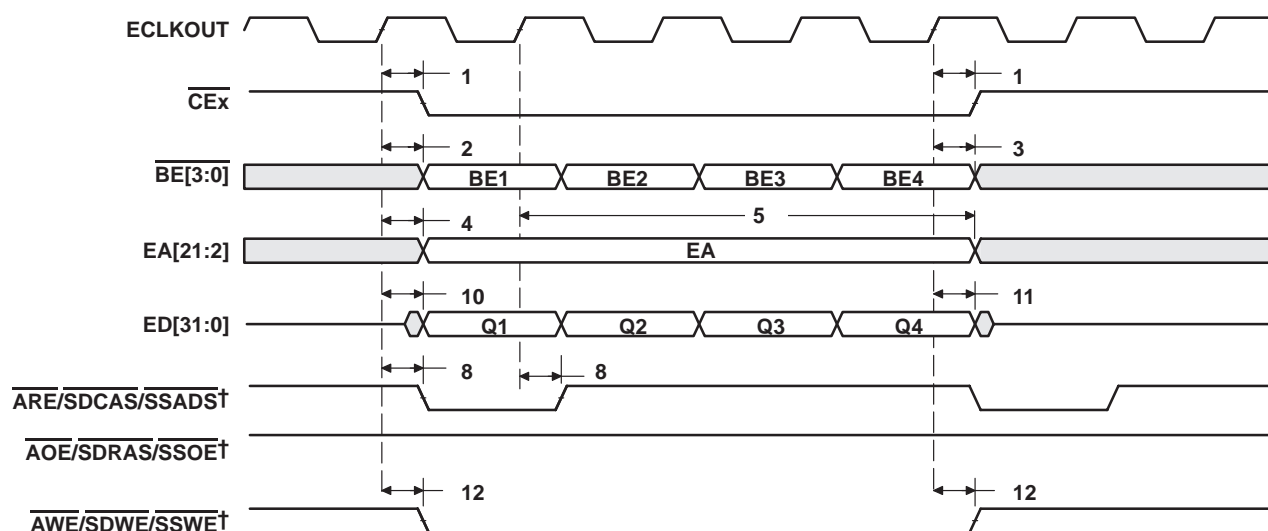 ECLKOUT
1 1
CEx
2 3
BE[3:0] BE1 BE2 BE3 BE4
4 5
EA[21:2] EA
10 11
ED[31:0] Q1 Q2 Q3 Q4
8 8
ARE/SDCAS/SSADS†
AOE/SDRAS/SSOE†
12 12
AWE/SDWE/SSWE†